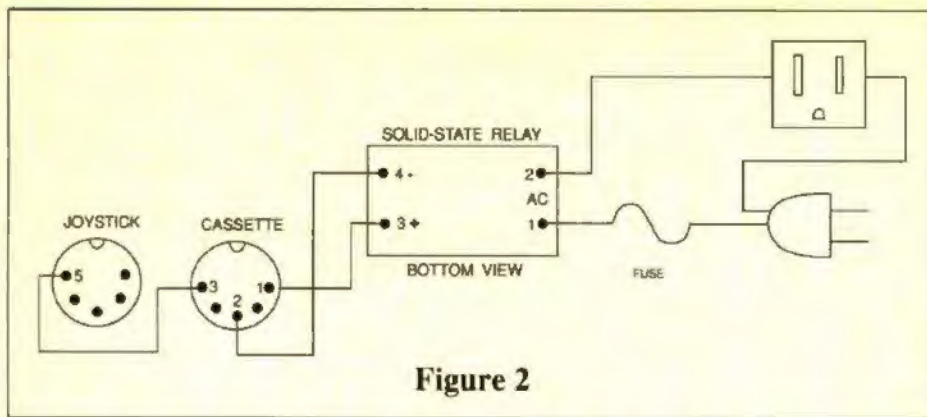 SOLID-STATE RELAY
4-
2
AC
3+
1
BOTTOM VIEW
FUSE
JOYSTICK
5
CASSETTE
3
2
1
Figure 2